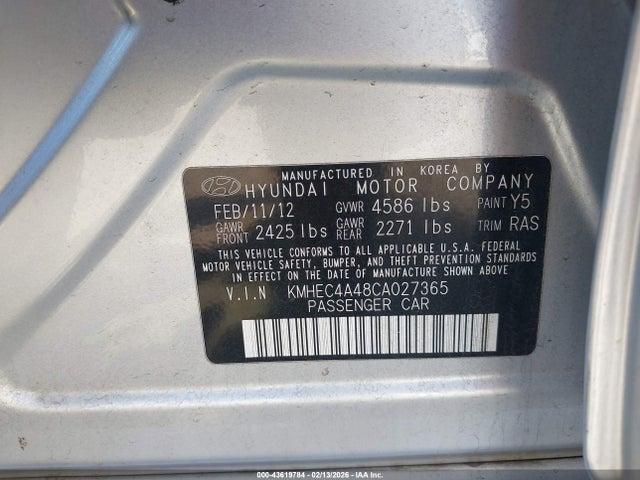 MANUFACTURED IN KOREA BY
HYUNDAI MOTOR COMPANY
FEB/11/12 GVWR 4586 lbs PAINT Y5
GAWR FRONT 2425 lbs GAWR REAR 2271 lbs TRIM RAS
THIS VEHICLE CONFORMS TO ALL APPLICABLE U.S.A. FEDERAL
MOTOR VEHICLE SAFETY, BUMPER, AND THEFT PREVENTION STANDARDS
IN EFFECT ON THE DATE OF MANUFACTURE SHOWN ABOVE.
V.I.N KMHEC4A48CA027365
PASSENGER CAR
000-43619784 - 02/13/2026 - IAA Inc.